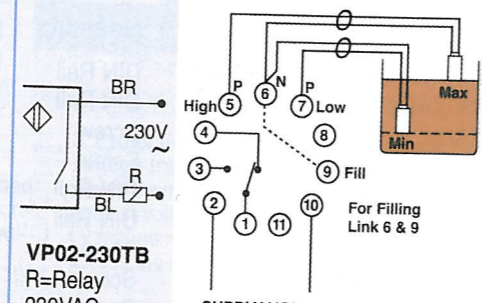 BR
230V
~
R
BL
VP02-230TB
R=Relay
P
N
P
High 5
6
7 Low
4
8
3
9 Fill
2
10
1
11
For Filling
Link 6 & 9
Max
Min